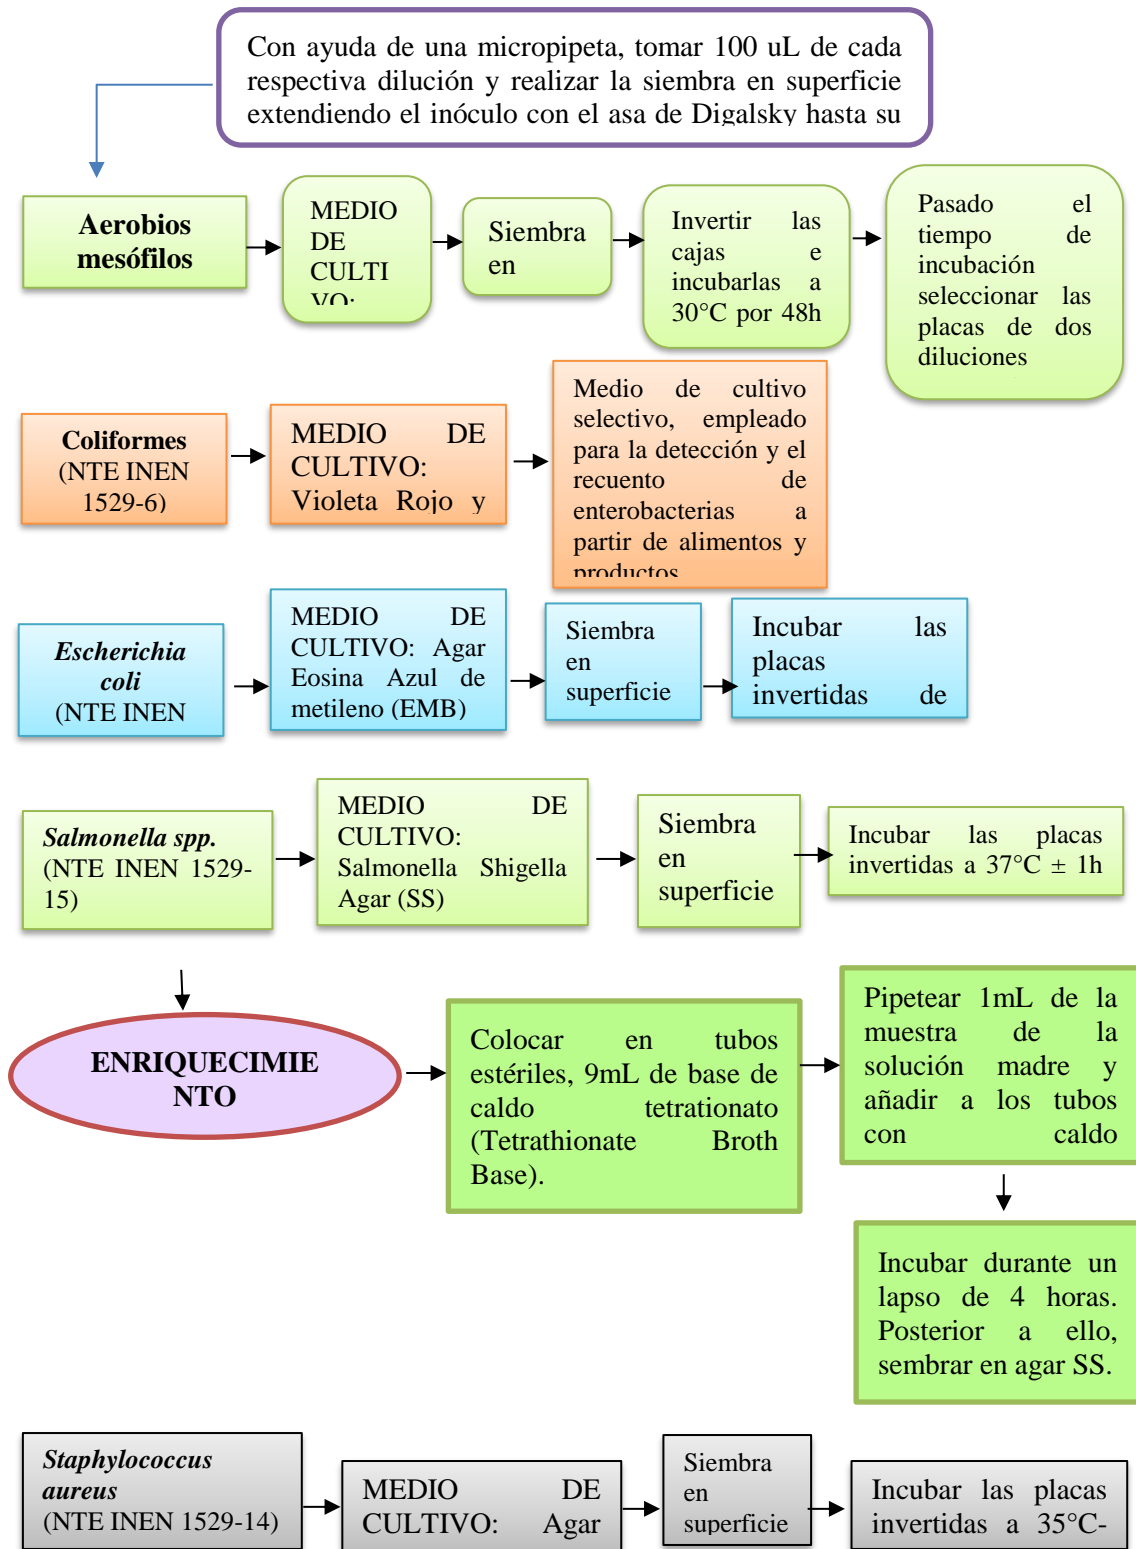 Con ayuda de una micropipeta, tomar 100 uL de cada
respectiva dilución y realizar la siembra en superficie
extendiendo el inóculo con el asa de Digalsky hasta su
Aerobios
mesófilos
MEDIO
DE
CULTI
VO:
Siembra
en
Invertir las
cajas e
incubarlas a
30°C por 48h
Pasado el
tiempo de
incubación
seleccionar las
placas de dos
diluciones
Coliformes
(NTE INEN
1529-6)
MEDIO DE
CULTIVO:
Violeta Rojo y
Medio de cultivo
selectivo, empleado
para la detección y el
recuento de
enterobacterias a
partir de alimentos y
productos
Escherichia
coli
(NTE INEN
MEDIO DE
CULTIVO: Agar
Eosina Azul de
metileno (EMB)
Siembra
en
superficie
Incubar las
placas
invertidas de
Salmonella spp.
(NTE INEN 1529-
15)
MEDIO DE
CULTIVO:
Salmonella Shigella
Agar (SS)
Siembra
en
superficie
Incubar las placas
invertidas a 37°C ± 1h
ENRIQUECIMIE
NTO
Colocar en tubos
estériles, 9mL de base de
caldo tetrationato
(Tetrathionate Broth
Base).
Pipetear 1mL de la
muestra de la
solución madre y
añadir a los tubos
con caldo
Incubar durante un
lapso de 4 horas.
Posterior a ello,
sembrar en agar SS.
Staphylococcus
aureus
(NTE INEN 1529-14)
MEDIO DE
CULTIVO: Agar
Siembra
en
superficie
Incubar las placas
invertidas a 35°C-